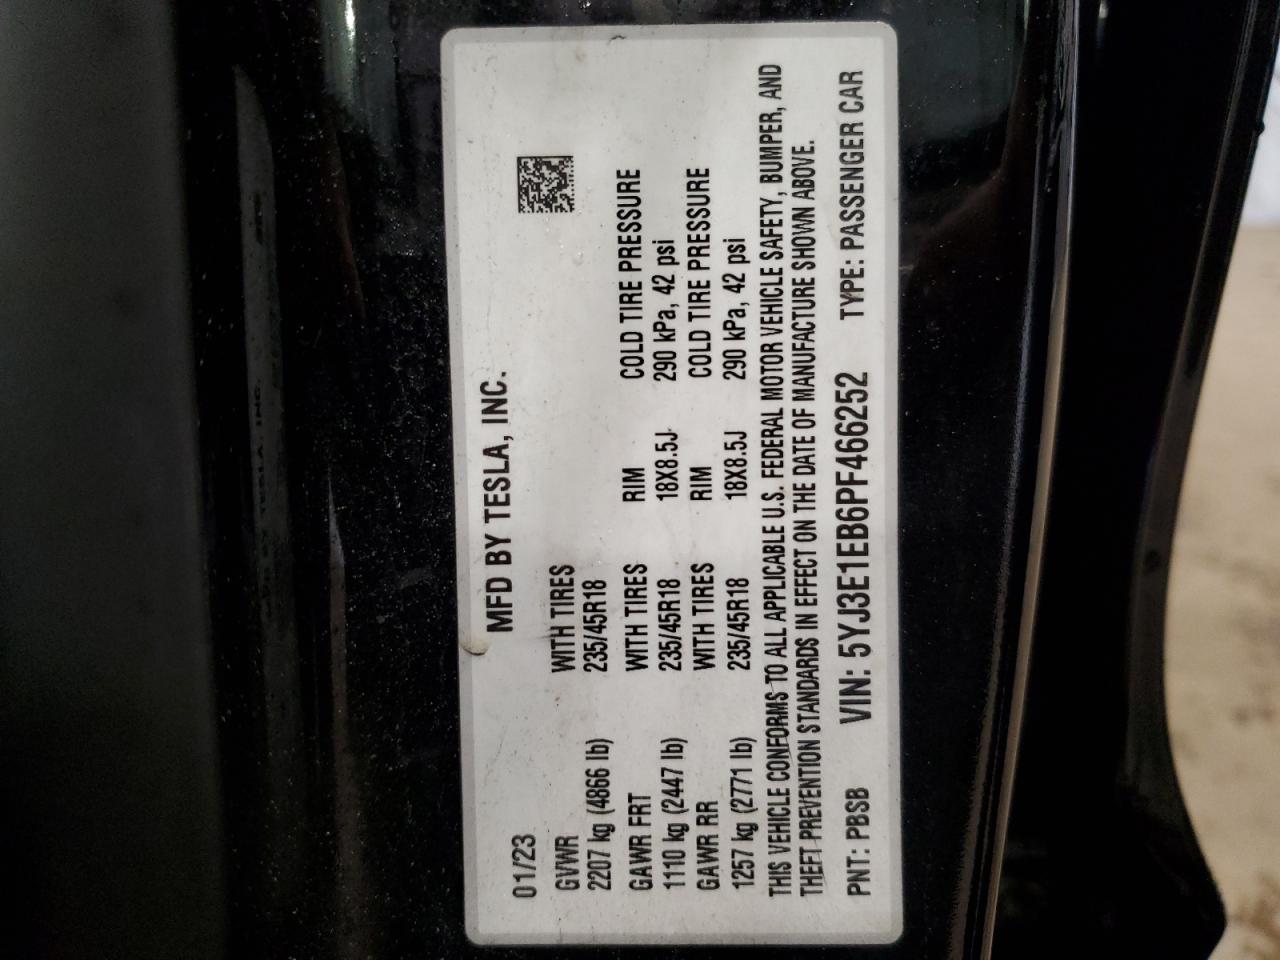 MFD BY TESLA, INC.
01/23
GVWR WITH TIRES
2207 kg (4866 lb) 235/45R18
GAWR FRT WITH TIRES RIM COLD TIRE PRESSURE
1110 kg (2447 lb) 235/45R18 18X8.5J 290 kPa, 42 psi
GAWR RR WITH TIRES RIM COLD TIRE PRESSURE
1257 kg (2771 lb) 235/45R18 18X8.5J 290 kPa, 42 psi
THIS VEHICLE CONFORMS TO ALL APPLICABLE U.S. FEDERAL MOTOR VEHICLE SAFETY, BUMPER, AND
THEFT PREVENTION STANDARDS IN EFFECT ON THE DATE OF MANUFACTURE SHOWN ABOVE.
PNT: PBSB VIN: 5YJ3E1EB6PF466252 TYPE: PASSENGER CAR